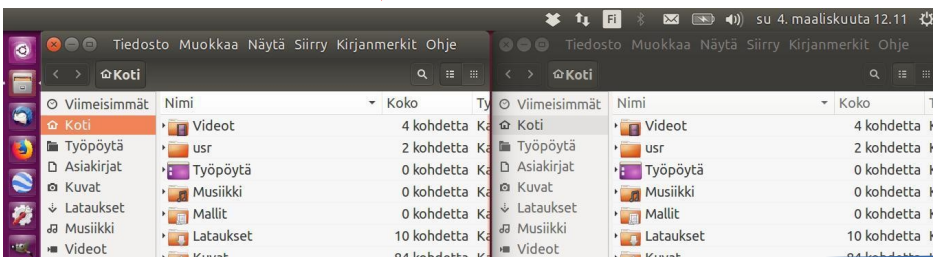 Fi su 4. maaliskuuta 12.11
Tiedosto Muokkaa Näytä Siirry Kirjanmerkit Ohje
Koti
Viimeisimmät
Koti
Työpöytä
Asiakirjat
Kuvat
Lataukset
Musiikki
Videot
Nimi Koko Ty
Videot 4 kohdetta
usr 2 kohdetta
Työpöytä 0 kohdetta
Musiikki 0 kohdetta
Mallit 0 kohdetta
Lataukset 10 kohdetta
Tiedosto Muokkaa Näytä Siirry Kirjanmerkit Ohje
Koti
Viimeisimmät
Koti
Työpöytä
Asiakirjat
Kuvat
Lataukset
Musiikki
Videot
Nimi Koko
Videot 4 kohdetta
usr 2 kohdetta
Työpöytä 0 kohdetta
Musiikki 0 kohdetta
Mallit 0 kohdetta
Lataukset 10 kohdetta